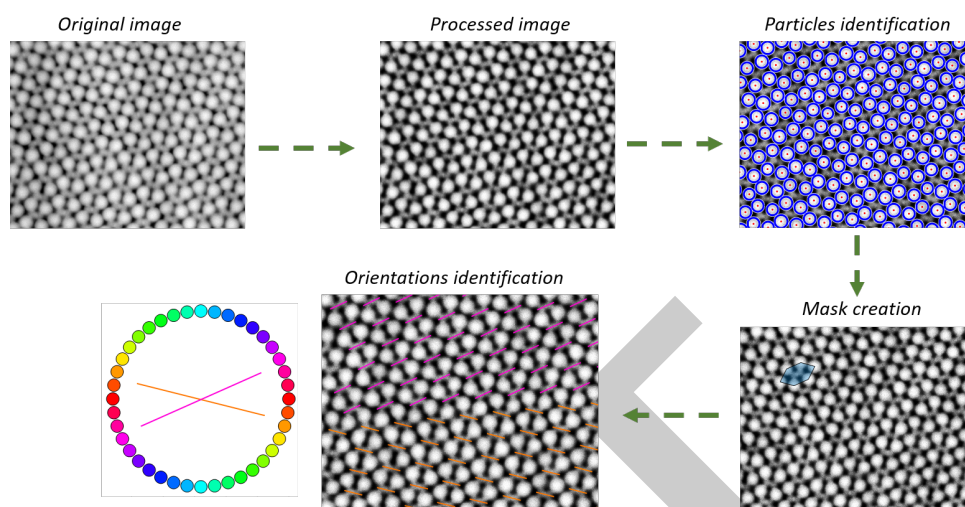 Original image
Processed image
Particles identification
Orientations identification
Mask creation